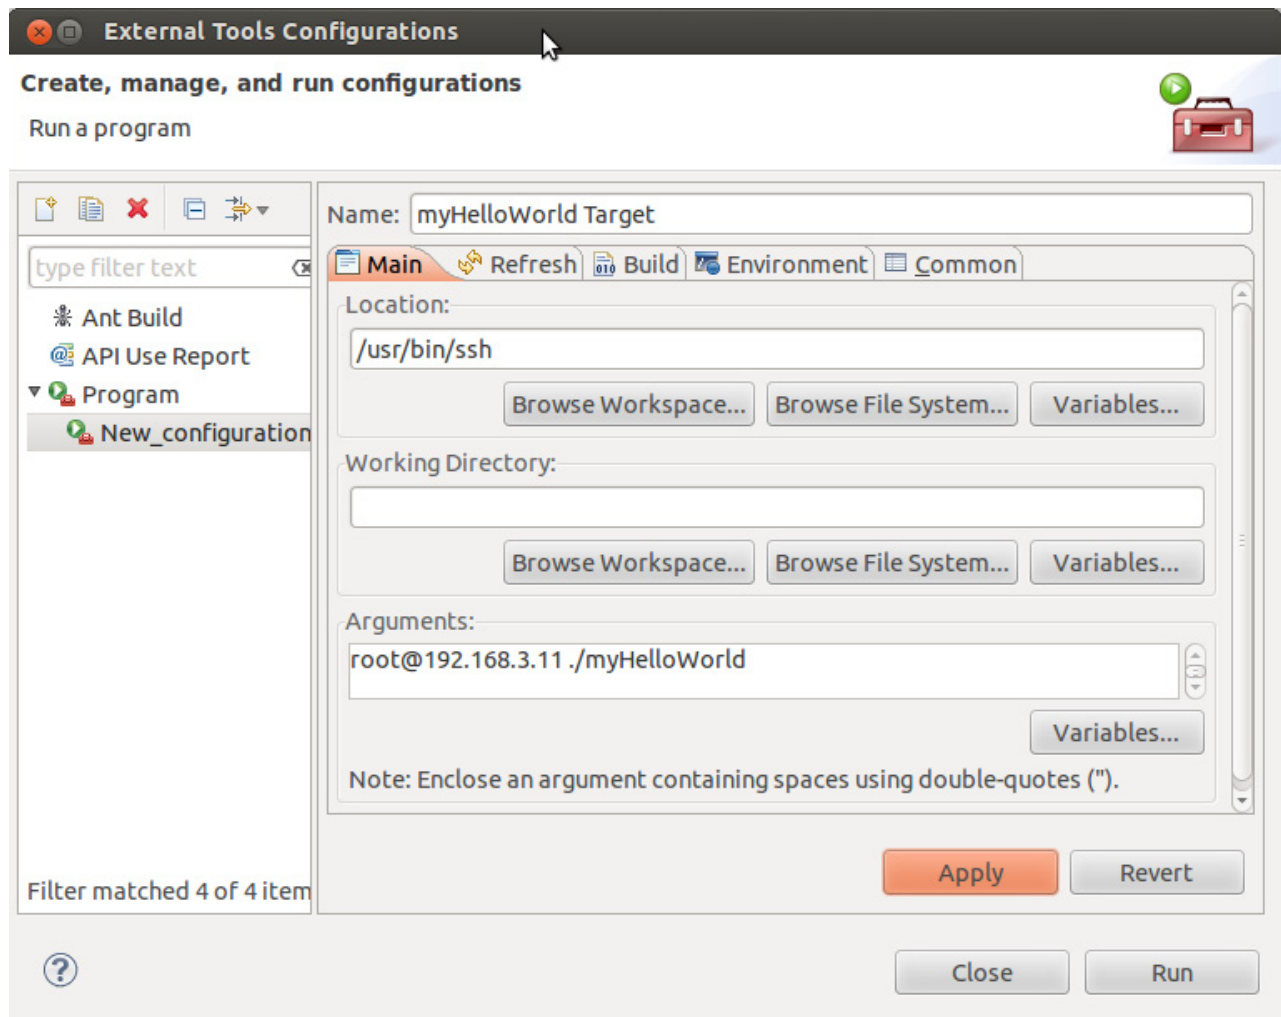 External Tools Configurations
Create, manage, and run configurations
Run a program
Name: myHelloWorld Target
type filter text
Main Refresh Build Environment Common
Ant Build
API Use Report
Program
New_configuration
Location:
/usr/bin/ssh
Browse Workspace... Browse File System... Variables...
Working Directory:
Browse Workspace... Browse File System... Variables...
Arguments:
root@192.168.3.11 ./myHelloWorld
Variables...
Note: Enclose an argument containing spaces using double-quotes (").
Filter matched 4 of 4 item
Apply Revert
Close Run